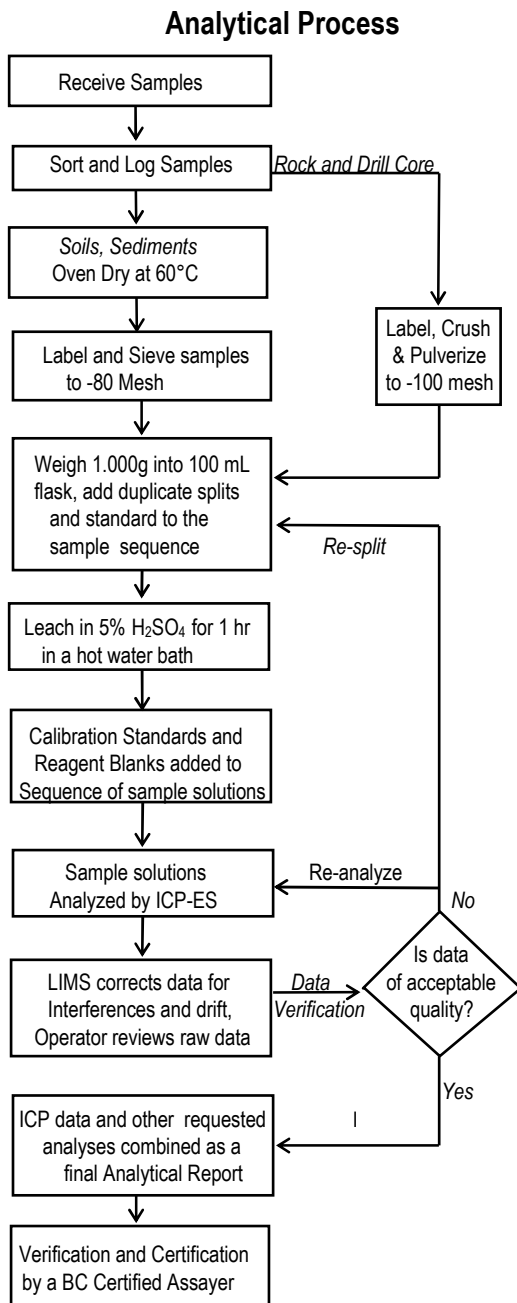 Analytical Process
Receive Samples
Sort and Log Samples
Rock and Drill Core
Soils, Sediments
Oven Dry at 60°C
Label and Sieve samples
to -80 Mesh
Label, Crush
& Pulverize
to -100 mesh
Weigh 1.000g into 100 mL
flask, add duplicate splits
and standard to the
sample sequence
Re-split
Leach in 5% H₂SO₄ for 1 hr
in a hot water bath
Calibration Standards and
Reagent Blanks added to
Sequence of sample solutions
Sample solutions
Analyzed by ICP-ES
Re-analyze
No
LIMS corrects data for
Interferences and drift,
Operator reviews raw data
Data
Verification
Is data
of acceptable
quality?
Yes
I
ICP data and other requested
analyses combined as a
final Analytical Report
Verification and Certification
by a BC Certified Assayer